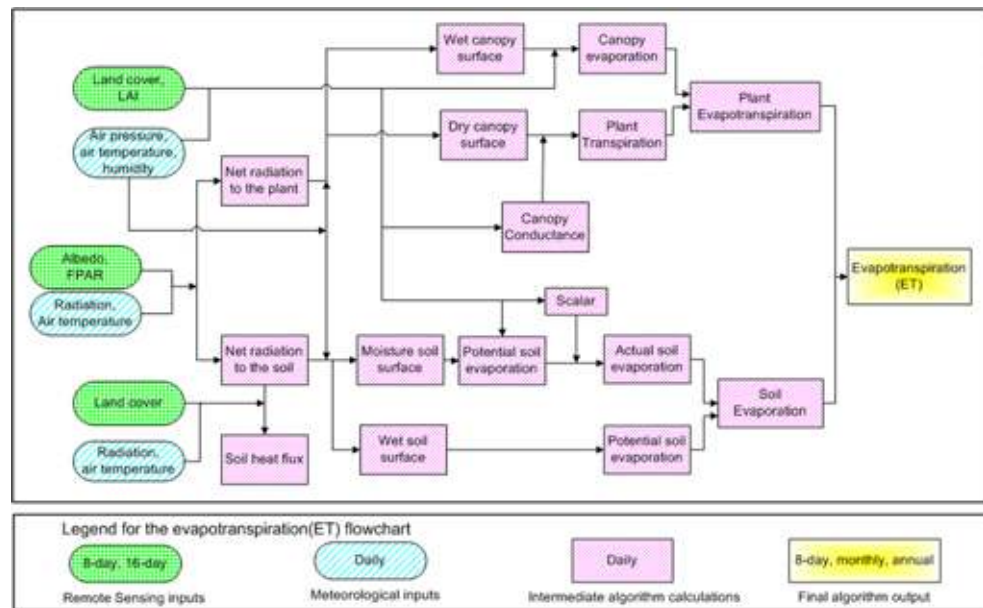 Wet canopy
surface
Canopy
evaporation
Land cover,
LAI
Plant
Evapotranspiration
Air pressure,
air temperature,
humidity
Dry canopy
surface
Plant
Transpiration
Net radiation
to the plant
Canopy
Conductance
Albedo,
FPAR
Evapotranspiration
(ET)
Radiation,
Air temperature
Scalar
Net radiation
to the soil
Moisture soil
surface
Potential soil
evaporation
Actual soil
evaporation
Land cover
Soil
Evaporation
Radiation,
air temperature
Soil heat flux
Wet soil
surface
Potential soil
evaporation
Legend for the evapotranspiration(ET) flowchart
8-day, 16-day
Daily
Daily
8-day, monthly, annual
Remote Sensing inputs
Meteorological inputs
Intermediate algorithm calculations
Final algorithm output